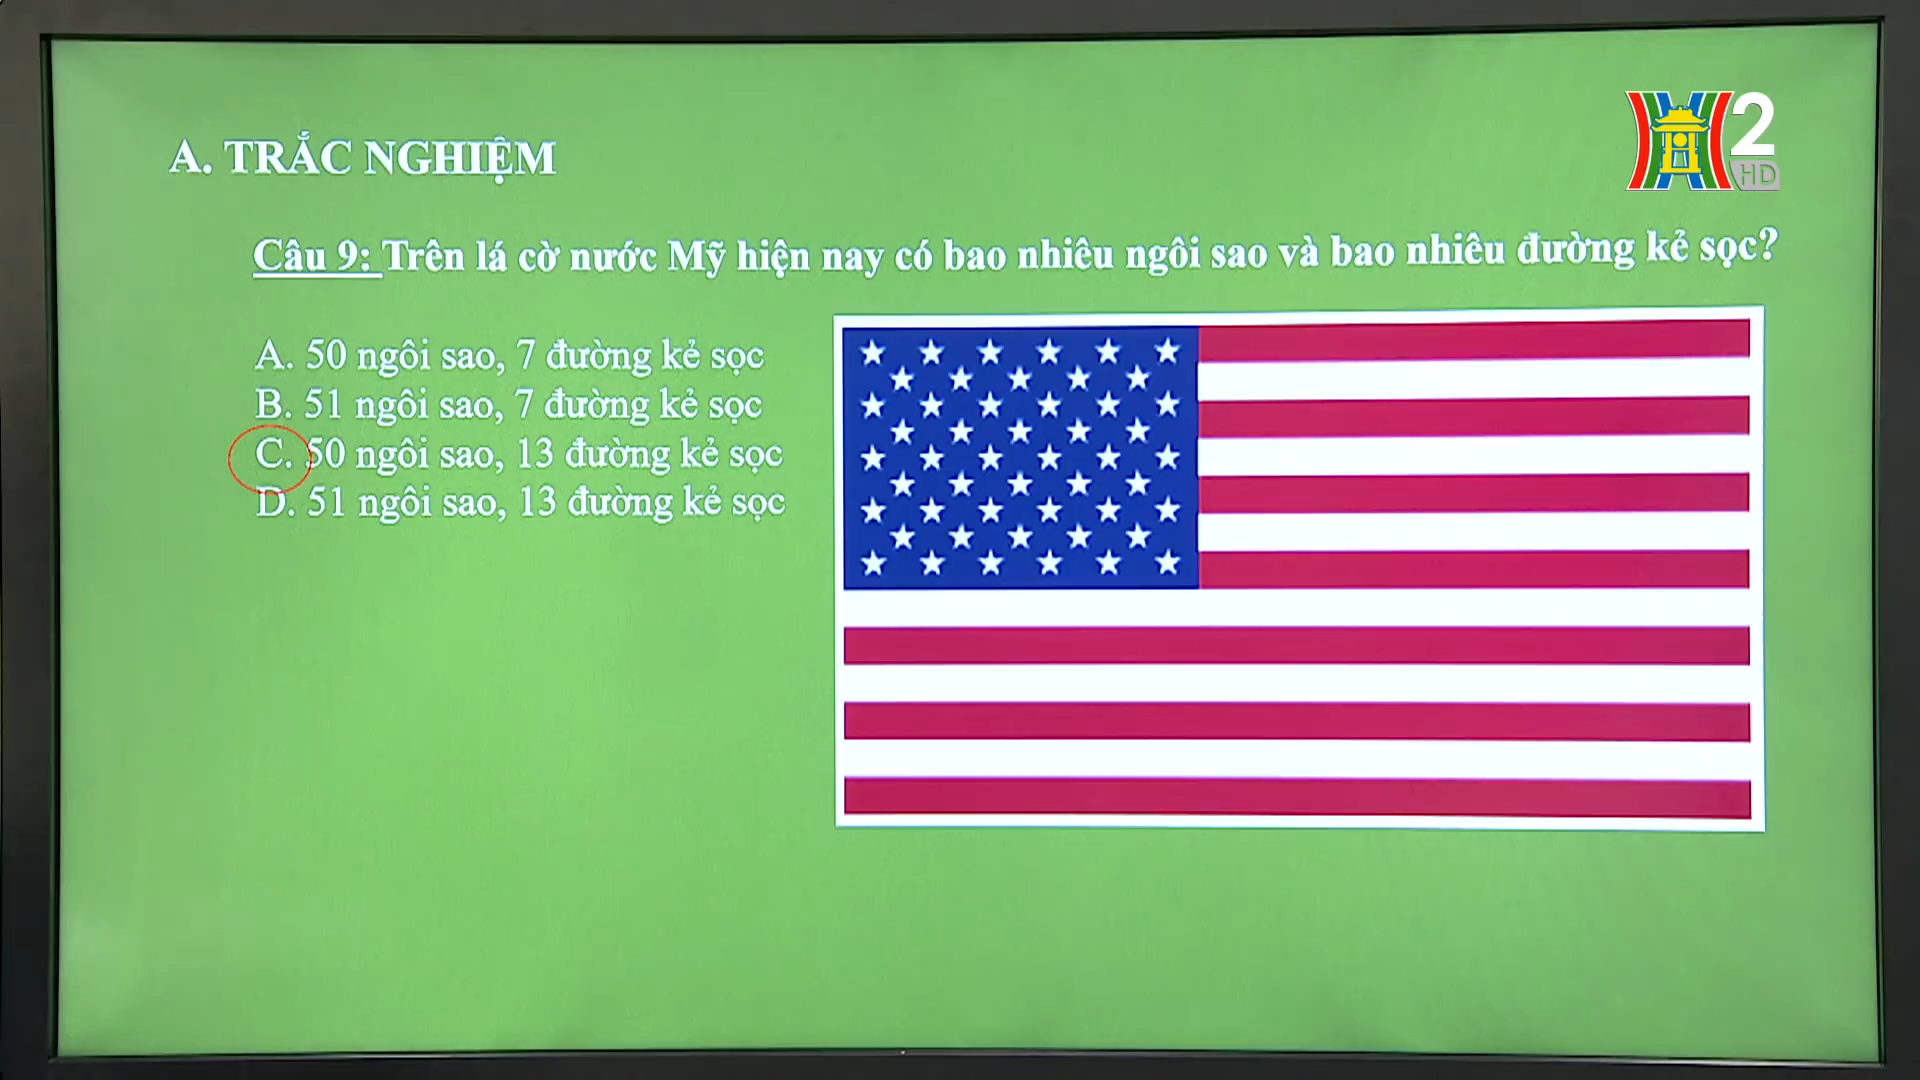 2
HD
A. TRẮC NGHIỆM
Câu 9: Trên lá cờ nước Mỹ hiện nay có bao nhiêu ngôi sao và bao nhiêu đường kẻ sọc?
A. 50 ngôi sao, 7 đường kẻ sọc
B. 51 ngôi sao, 7 đường kẻ sọc
C. 50 ngôi sao, 13 đường kẻ sọc
D. 51 ngôi sao, 13 đường kẻ sọc